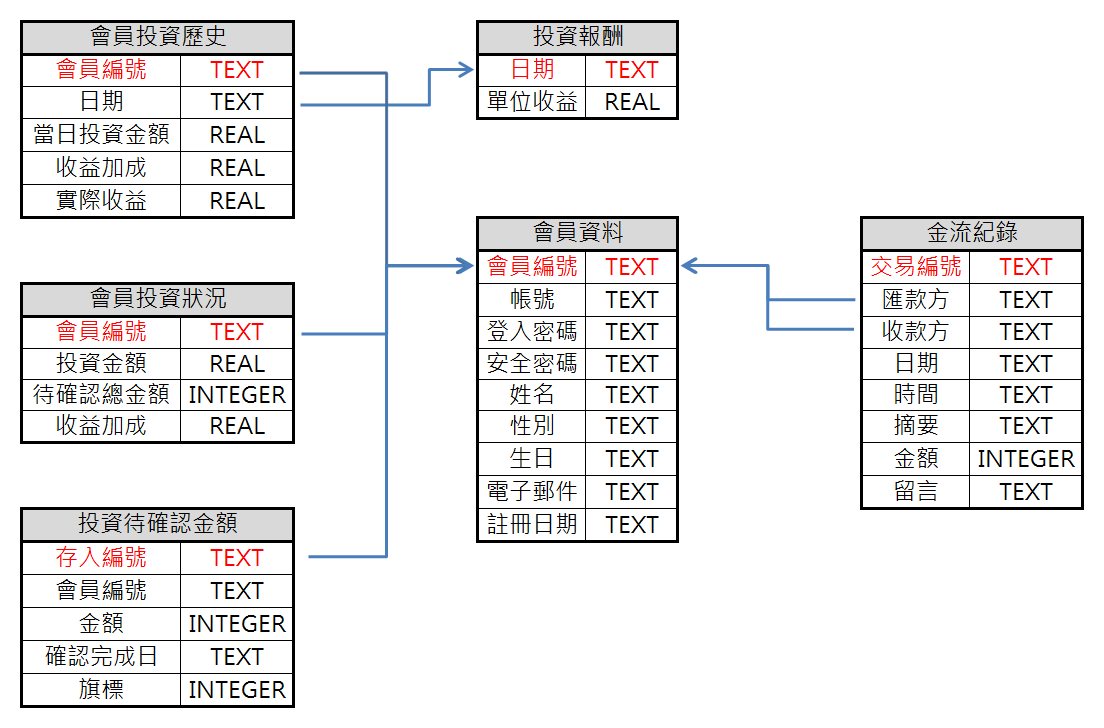 會員投資歷史
會員編號 TEXT
日期 TEXT
當日投資金額 REAL
收益加成 REAL
實際收益 REAL
投資報酬
日期 TEXT
單位收益 REAL
會員投資狀況
會員編號 TEXT
投資金額 REAL
待確認總金額 INTEGER
收益加成 REAL
會員資料
會員編號 TEXT
帳號 TEXT
登入密碼 TEXT
安全密碼 TEXT
姓名 TEXT
性別 TEXT
生日 TEXT
電子郵件 TEXT
註冊日期 TEXT
金流紀錄
交易編號 TEXT
匯款方 TEXT
收款方 TEXT
日期 TEXT
時間 TEXT
摘要 TEXT
金額 INTEGER
留言 TEXT
投資待確認金額
存入編號 TEXT
會員編號 TEXT
金額 INTEGER
確認完成日 TEXT
旗標 INTEGER